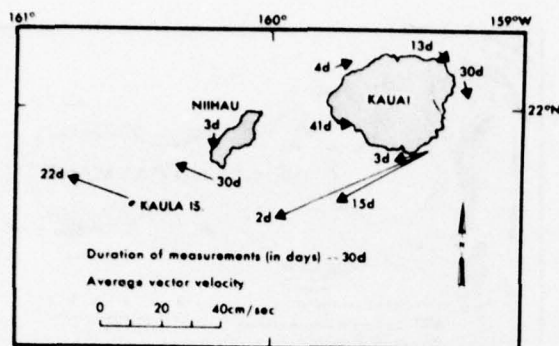 161° 160° 159°W
13d
4d 30d
NIIHAU KAUAI
22°N
3d 41d
3d
22d 30d
KAULA IS. 15d
2d
Duration of measurements (in days) -- 30d
Average vector velocity
0 20 40cm/sec